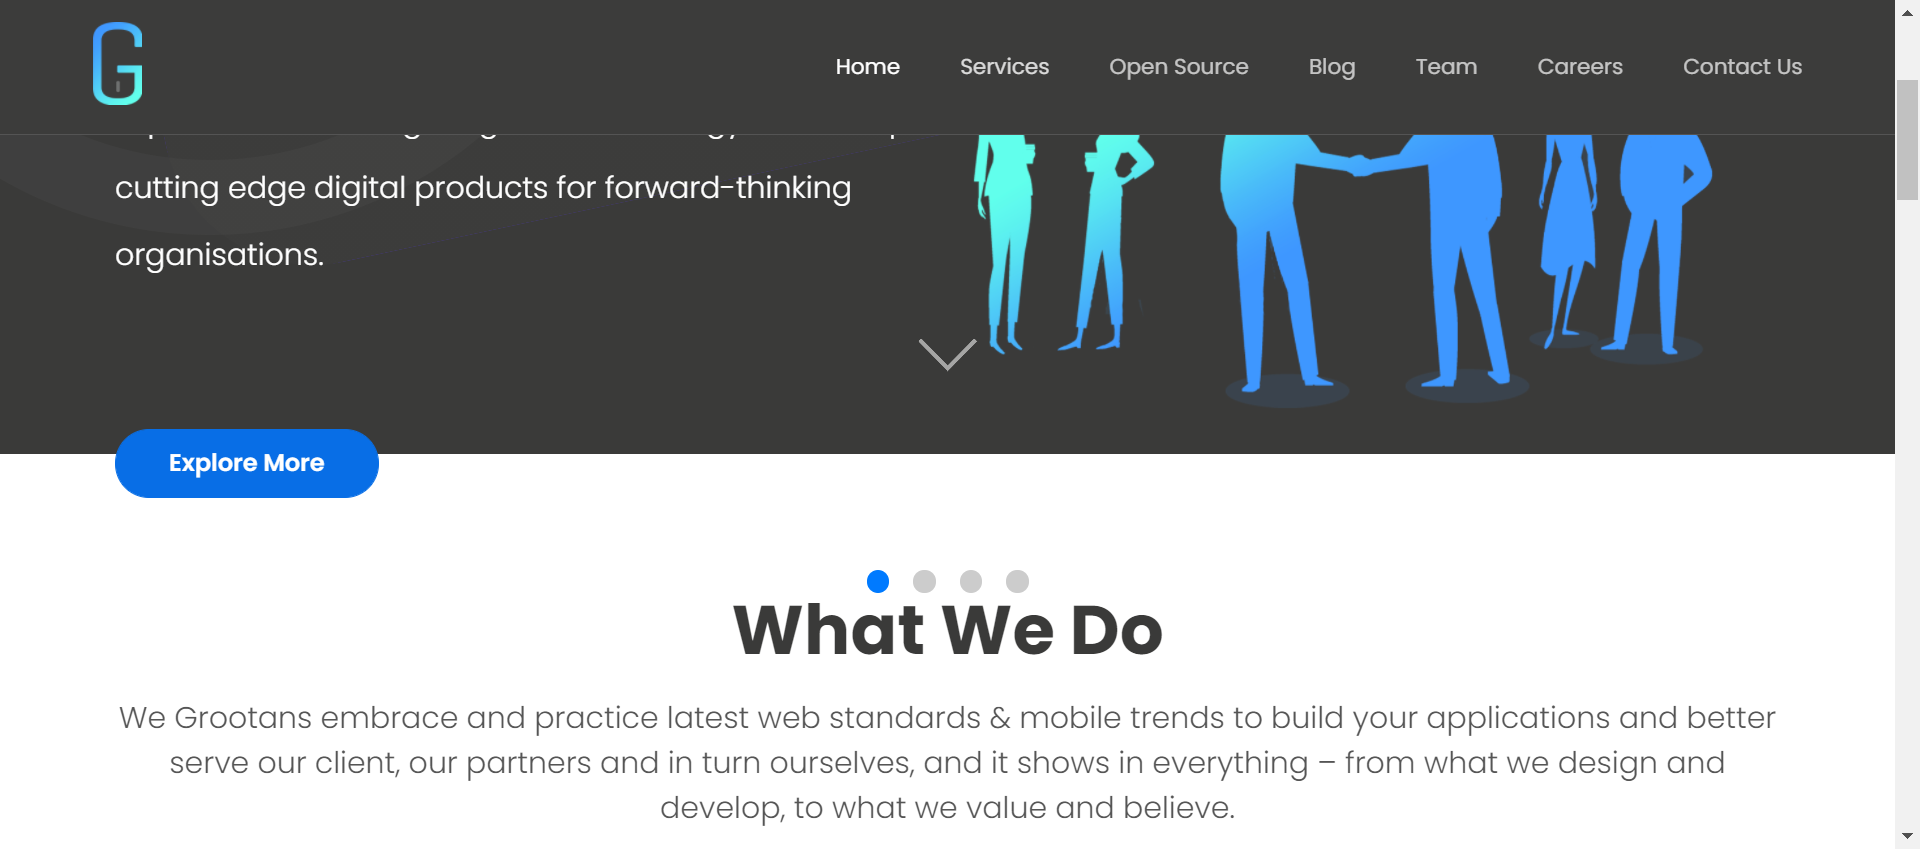 G
Home Services Open Source Blog Team Careers Contact Us
cutting edge digital products for forward-thinking
organisations.
Explore More
What We Do
We Grootans embrace and practice latest web standards & mobile trends to build your applications and better
serve our client, our partners and in turn ourselves, and it shows in everything – from what we design and
develop, to what we value and believe.